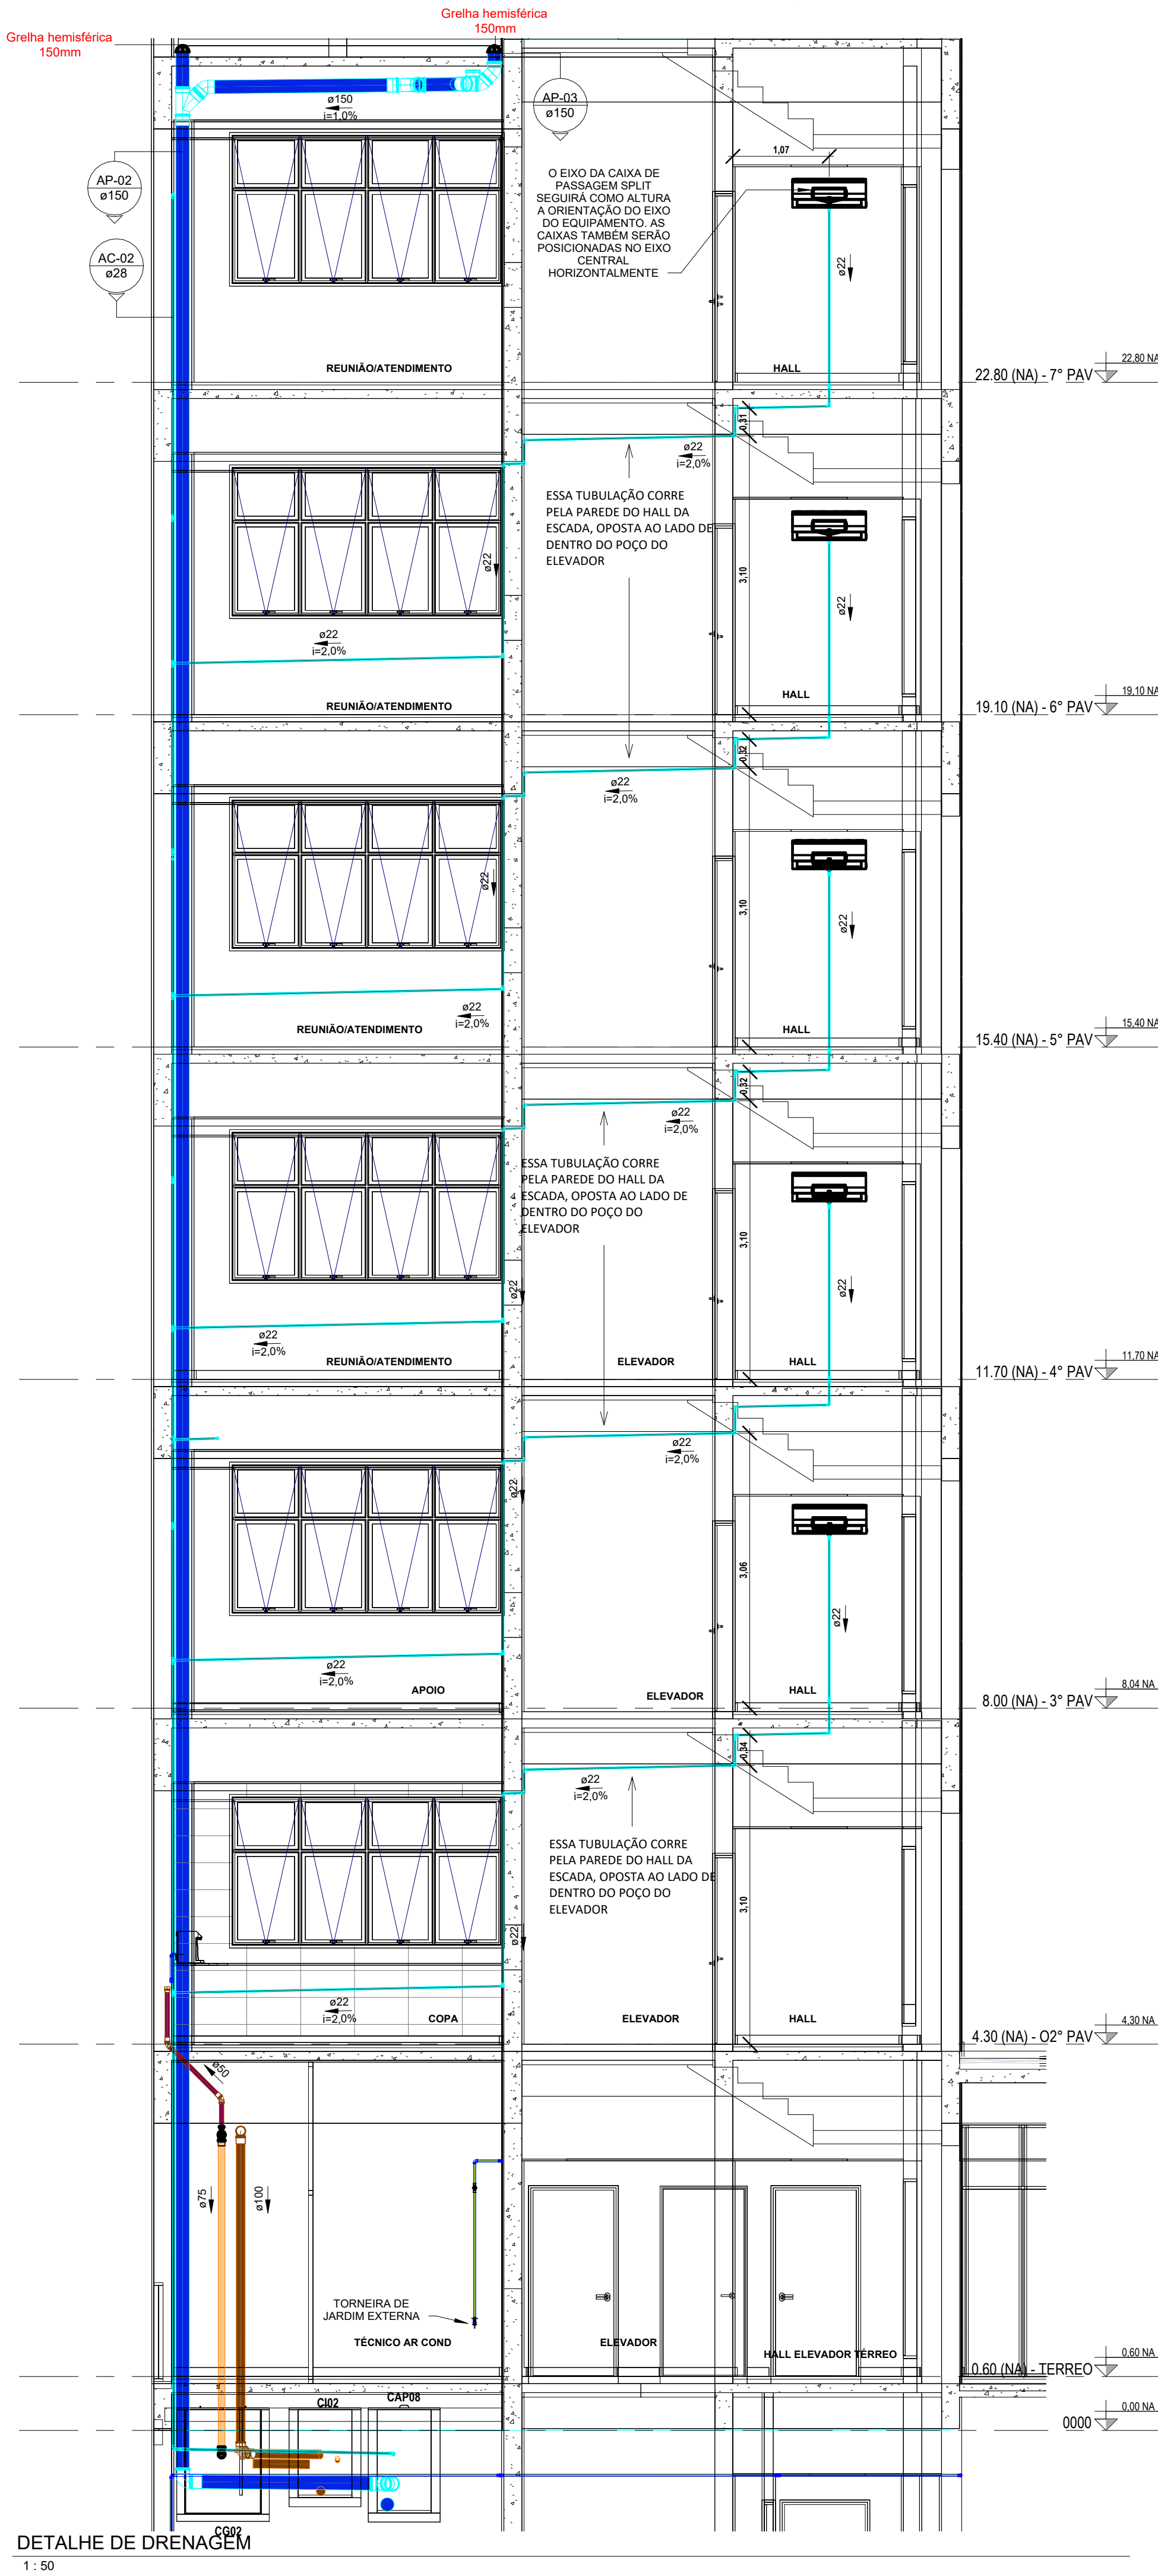 Grelha hemisférica
150mm
Grelha hemisférica
150mm
ø150
i=1.0%
AP-03
ø150
AP-02
ø150
AC-02
ø28
O EIXO DA CAIXA DE
PASSAGEM SPLIT
SEGUIRÁ COMO ALTURA
A ORIENTAÇÃO DO EIXO
DO EQUIPAMENTO. AS
CAIXAS TAMBÉM SERÃO
POSICIONADAS NO EIXO
CENTRAL
HORIZONTALMENTE
1,07
ø22
REUNIÃO/ATENDIMENTO
HALL
22,80 NA
22.80 (NA) - 7° PAV
0,31
ø22
i=2,0%
ESSA TUBULAÇÃO CORRE
PELA PAREDE DO HALL DA
ESCADA, OPOSTA AO LADO DE
DENTRO DO POÇO DO
ELEVADOR
ø22
3,10
ø22
ø22
i=2,0%
REUNIÃO/ATENDIMENTO
HALL
19,10 NA
19.10 (NA) - 6° PAV
0,32
ø22
i=2,0%
ø22
3,10
ø22
ø22
i=2,0%
REUNIÃO/ATENDIMENTO
HALL
15,40 NA
15.40 (NA) - 5° PAV
0,32
ø22
i=2,0%
ESSA TUBULAÇÃO CORRE
PELA PAREDE DO HALL DA
ESCADA, OPOSTA AO LADO DE
DENTRO DO POÇO DO
ELEVADOR
3,10
ø22
ø22
ø22
i=2,0%
REUNIÃO/ATENDIMENTO
ELEVADOR
HALL
11,70 NA
11.70 (NA) - 4° PAV
ø22
i=2,0%
ø22
3,06
ø22
ø22
i=2,0%
APOIO
ELEVADOR
HALL
8,04 NA
8.00 (NA) - 3° PAV
0,34
ø22
i=2,0%
ESSA TUBULAÇÃO CORRE
PELA PAREDE DO HALL DA
ESCADA, OPOSTA AO LADO DE
DENTRO DO POÇO DO
ELEVADOR
3,10
ø22
ø22
i=2,0%
COPA
ELEVADOR
HALL
4,30 NA
4.30 (NA) - O2° PAV
ø50
ø75
ø100
TORNEIRA DE
JARDIM EXTERNA
TÉCNICO AR COND
ELEVADOR
HALL ELEVADOR TÉRREO
0,60 NA
0.60 (NA) - TERREO
0,00 NA
0000
CI02
CAP08
CG02
DETALHE DE DRENAGEM
1 : 50